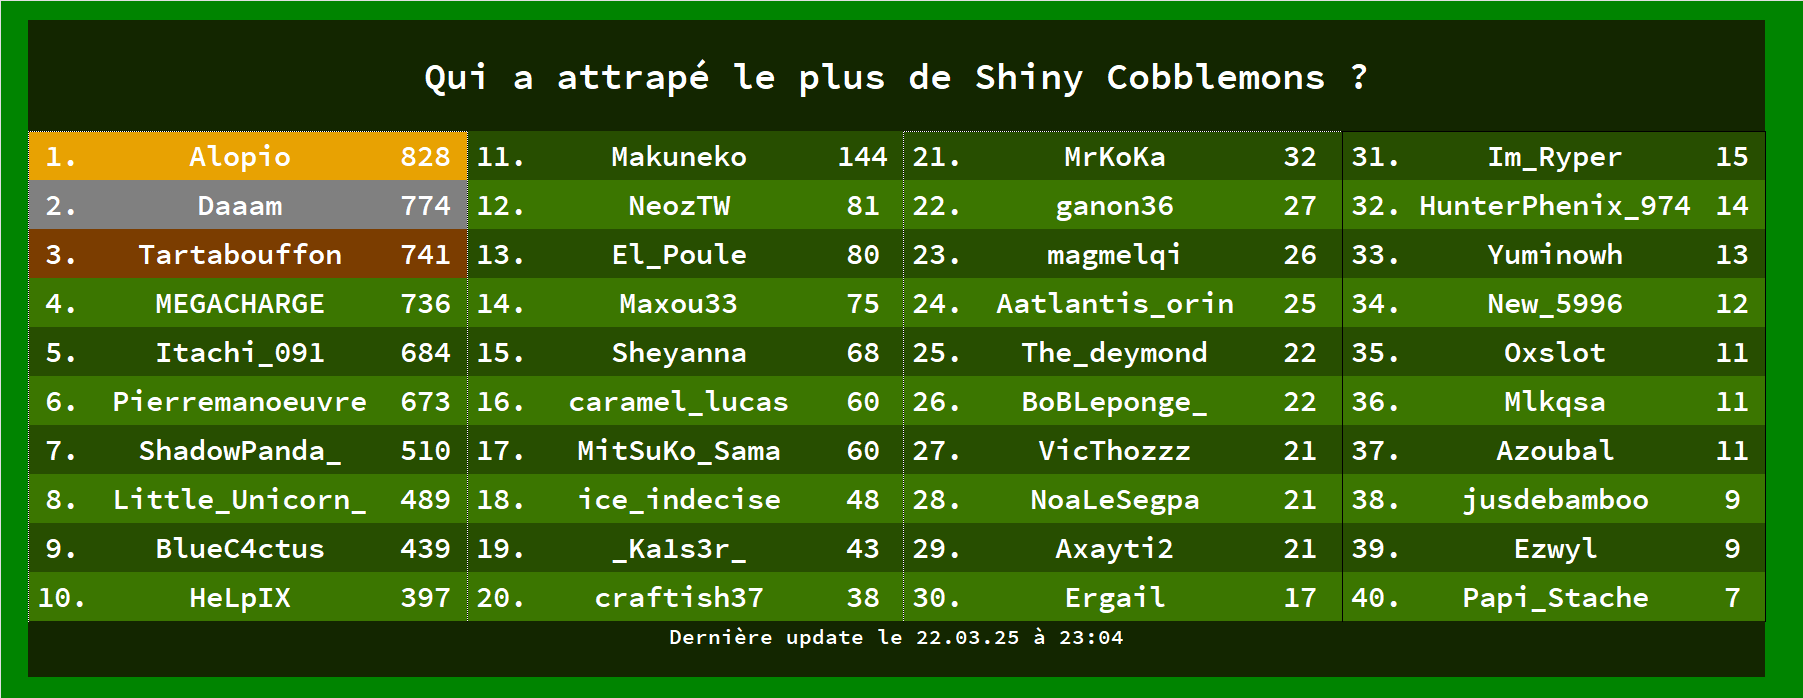 Qui a attrapé le plus de Shiny Cobblemons ?
1. Alopio 828
2. Daaam 774
3. Tartabouffon 741
4. MEGACHARGE 736
5. Itachi_091 684
6. Pierremanoeuvre 673
7. ShadowPanda_ 510
8. Little_Unicorn_ 489
9. BlueC4ctus 439
10. HeLpIX 397
11. Makuneko 144
12. NeozTW 81
13. El_Poule 80
14. Maxou33 75
15. Sheyanna 68
16. caramel_lucas 60
17. MitSuKo_Sama 60
18. ice_indecise 48
19. _Ka1s3r_ 43
20. craftish37 38
21. MrKoKa 32
22. ganon36 27
23. magmelqi 26
24. Aatlantis_orin 25
25. The_deymond 22
26. BoBLeponge_ 22
27. VicThozzz 21
28. NoaLeSegpa 21
29. Axayti2 21
30. Ergail 17
31. Im_Ryper 15
32. HunterPhenix_974 14
33. Yuminowh 13
34. New_5996 12
35. Oxslot 11
36. Mlkqsa 11
37. Azoubal 11
38. jusdebamboo 9
39. Ezwyl 9
40. Papi_Stache 7
Dernière update le 22.03.25 à 23:04